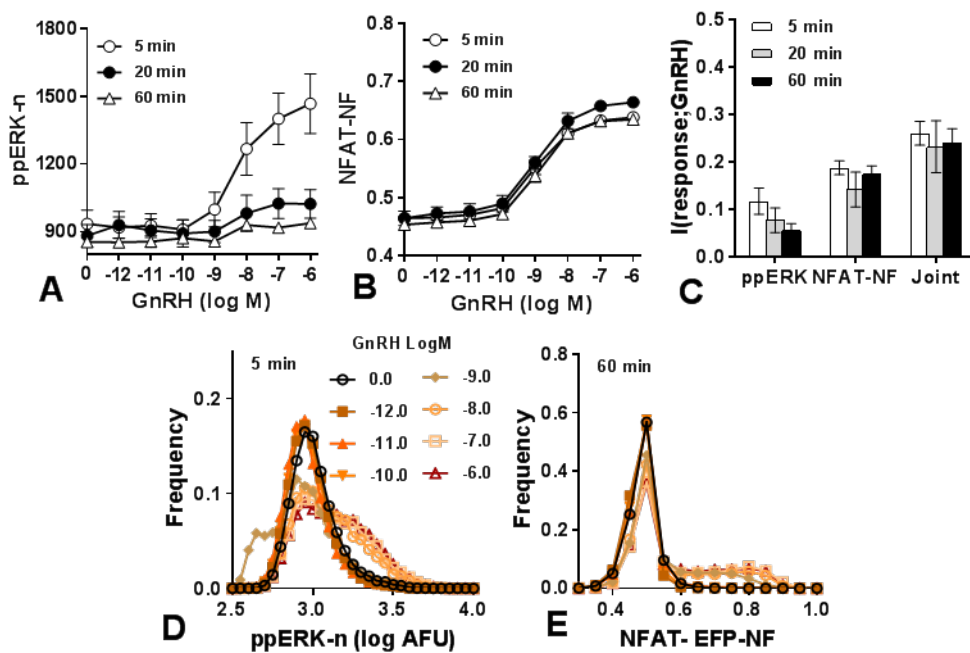 1800
1500
1200
900
ppERK-n
5 min
20 min
60 min
0 -12 -11 -10 -9 -8 -7 -6
GnRH (log M)
A
0.8
0.7
0.6
0.5
0.4
NFAT-NF
5 min
20 min
60 min
0 -12 -11 -10 -9 -8 -7 -6
GnRH (log M)
B
0.5
0.4
0.3
0.2
0.1
0.0
I(response;GnRH)
5 min
20 min
60 min
ppERK NFAT-NF Joint
C
5 min
GnRH LogM
0.0
-12.0
-11.0
-10.0
-9.0
-8.0
-7.0
-6.0
0.2
0.1
0.0
Frequency
2.5 3.0 3.5 4.0
ppERK-n (log AFU)
D
60 min
0.8
0.6
0.4
0.2
0.0
Frequency
0.4 0.6 0.8 1.0
NFAT- EFP-NF
E